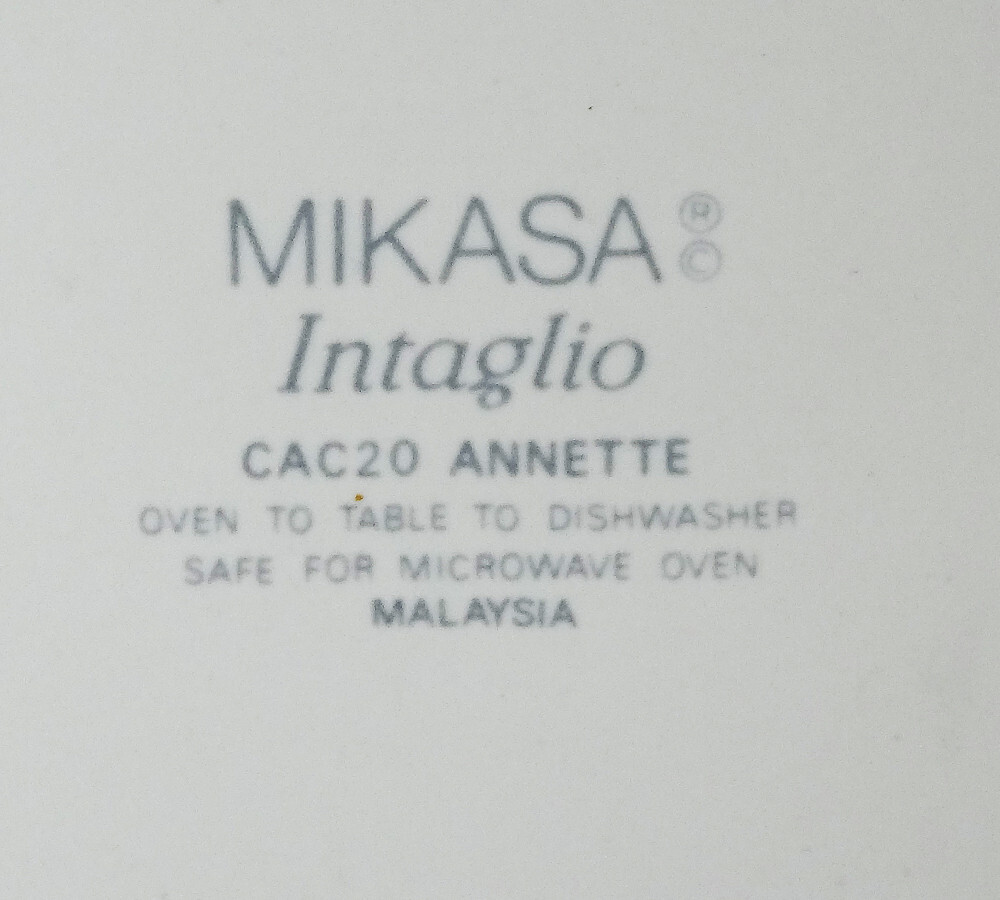 MIKASA ® ©
Intaglio
CAC20 ANNETTE
OVEN TO TABLE TO DISHWASHER
SAFE FOR MICROWAVE OVEN
MALAYSIA